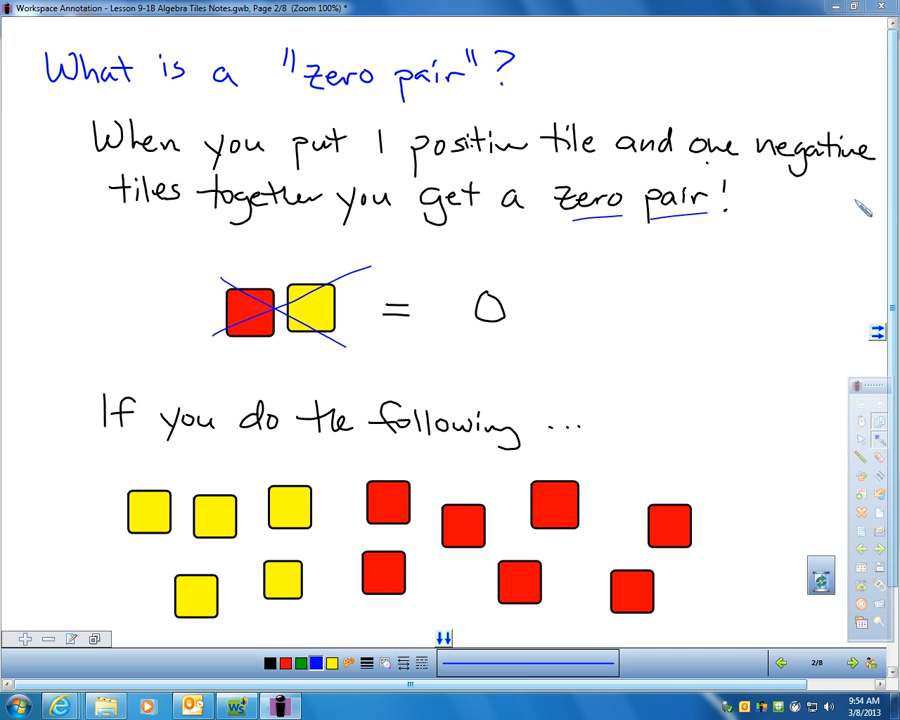 Workspace Annotation - Lesson 9-1B Algebra Tiles Notes.gwb, Page 2/8 (Zoom 100%) *
What is a "zero pair"?
When you put 1 positive tile and one negative
tiles together you get a zero pair!
= 0
If you do the following ...
2/8
9:54 AM
3/8/2013